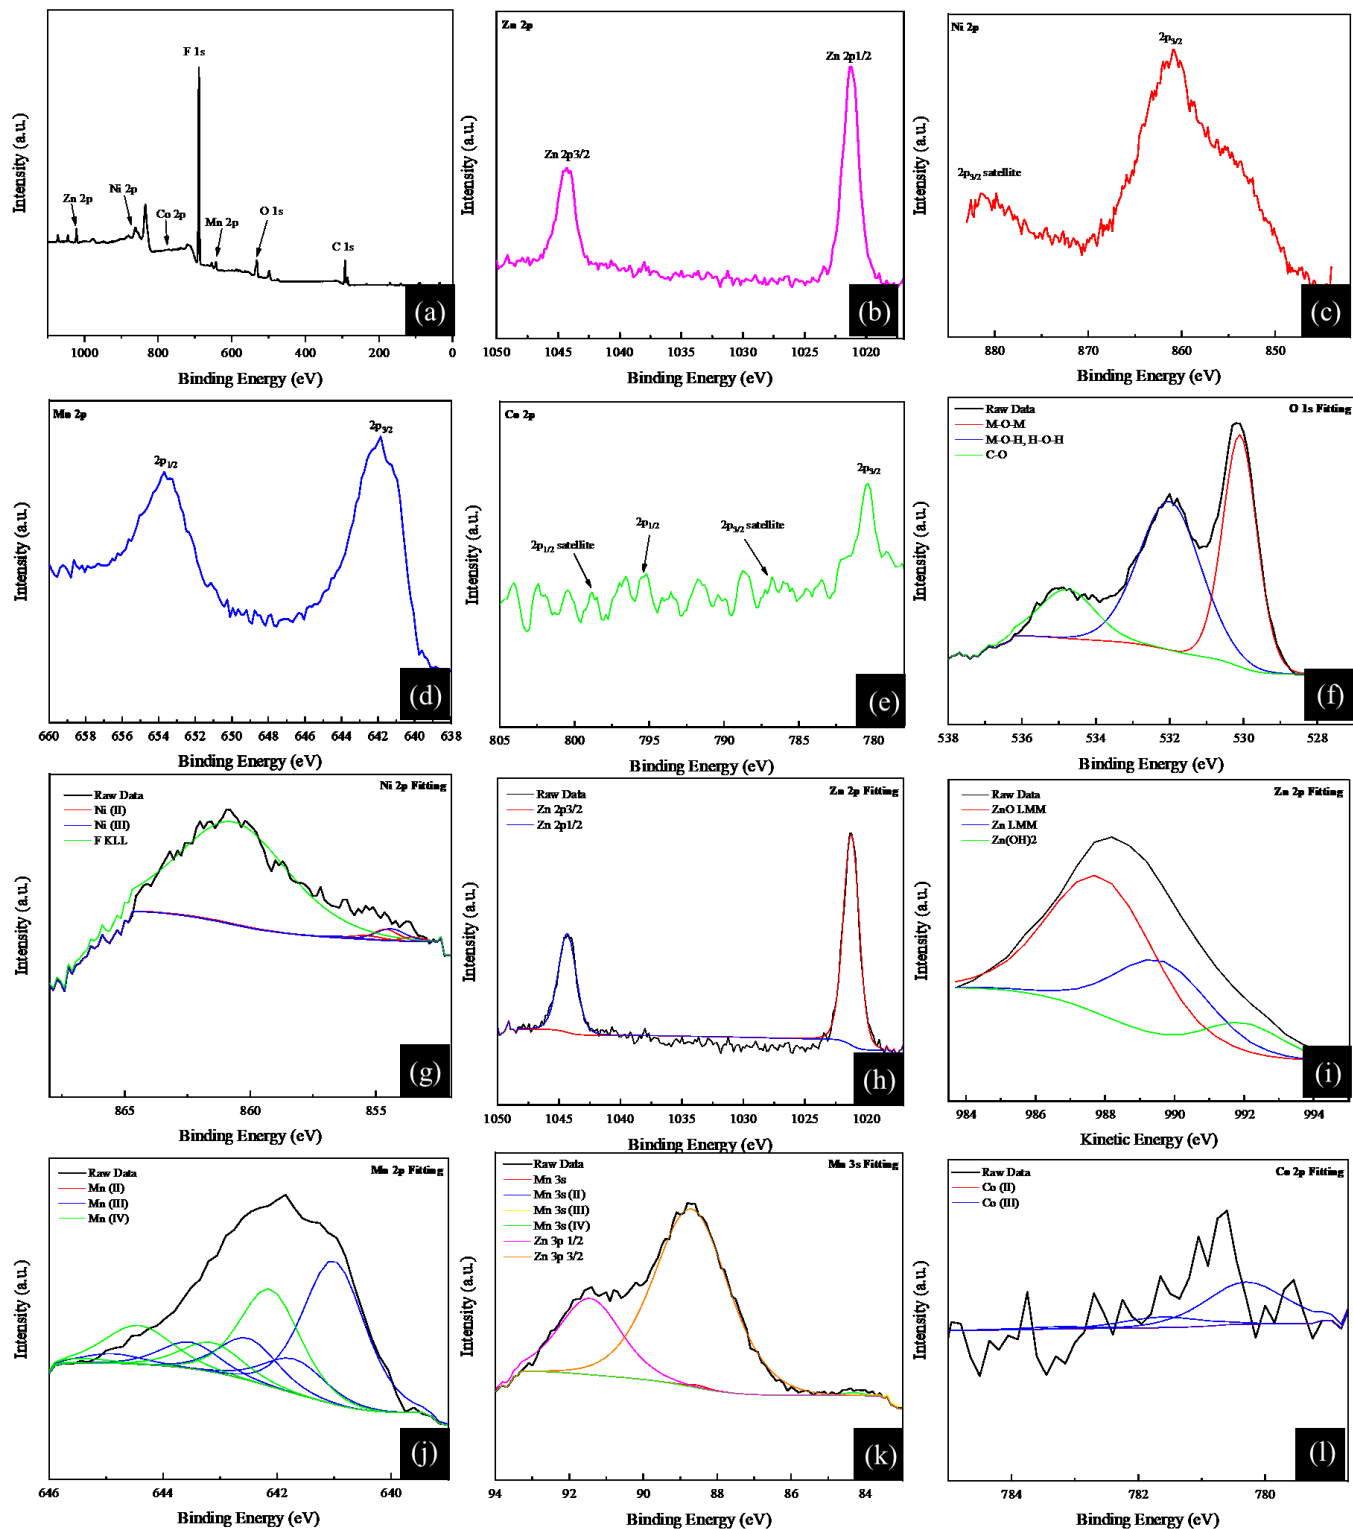 F 1s
Zn 2p
Ni 2p
Co 2p
Mn 2p
O 1s
C 1s
Intensity (a.u.)
1000 800 600 400 200 0
Binding Energy (eV)
(a)
Zn 2p
Zn 2p3/2
Zn 2p1/2
Intensity (a.u.)
1050 1045 1040 1035 1030 1025 1020
Binding Energy (eV)
(b)
Ni 2p
2p3/2
2p3/2 satellite
Intensity (a.u.)
880 870 860 850
Binding Energy (eV)
(c)
Mn 2p
2p1/2
2p3/2
Intensity (a.u.)
660 658 656 654 652 650 648 646 644 642 640 638
Binding Energy (eV)
(d)
Co 2p
2p1/2 satellite
2p1/2
2p3/2 satellite
2p3/2
Intensity (a.u.)
805 800 795 790 785 780
Binding Energy (eV)
(e)
O 1s Fitting
Raw Data
M-O-M
M-O-H, H-O-H
C-O
Intensity (a.u.)
538 536 534 532 530 528
Binding Energy (eV)
(f)
Ni 2p Fitting
Raw Data
Ni (II)
Ni (III)
F KLL
Intensity (a.u.)
865 860 855
Binding Energy (eV)
(g)
Zn 2p Fitting
Raw Data
Zn 2p3/2
Zn 2p1/2
Intensity (a.u.)
1050 1045 1040 1035 1030 1025 1020
Binding Energy (eV)
(h)
Zn 2p Fitting
Raw Data
ZnO LMM
Zn LMM
Zn(OH)2
Intensity (a.u.)
984 986 988 990 992 994
Kinetic Energy (eV)
(i)
Mn 2p Fitting
Raw Data
Mn (II)
Mn (III)
Mn (IV)
Intensity (a.u.)
646 644 642 640
Binding Energy (eV)
(j)
Mn 3s Fitting
Raw Data
Mn 3s
Mn 3s (II)
Mn 3s (III)
Mn 3s (IV)
Zn 3p 1/2
Zn 3p 3/2
Intensity (a.u.)
94 92 90 88 86 84
Binding Energy (eV)
(k)
Co 2p Fitting
Raw Data
Co (II)
Co (III)
Intensity (a.u.)
784 782 780
Binding Energy (eV)
(l)